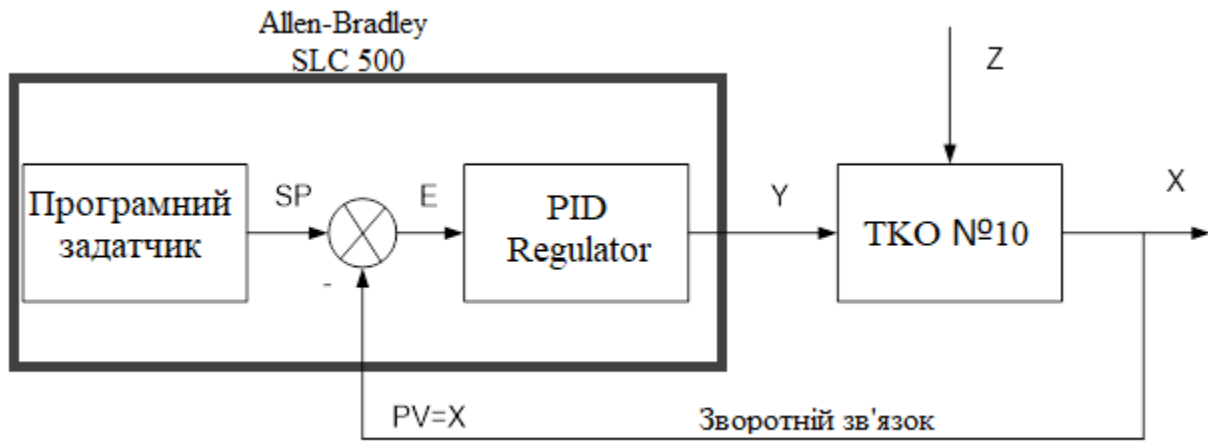 Allen-Bradley
SLC 500
Z
Програмний
задатчик
SP
E
-
PID
Regulator
Y
ТКО №10
X
PV=X
Зворотній зв'язок